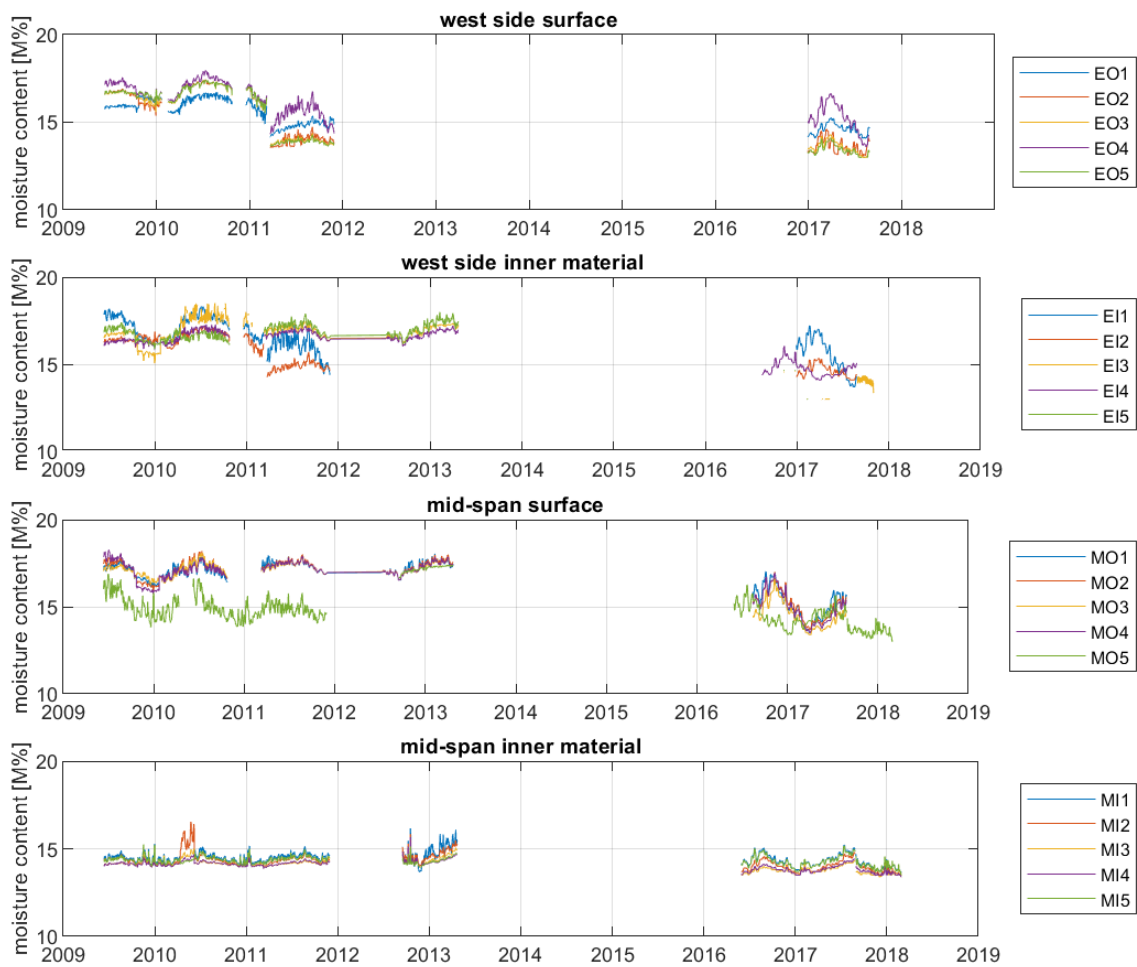 west side surface
moisture content [M%]
20
15
10
2009 2010 2011 2012 2013 2014 2015 2016 2017 2018
EO1
EO2
EO3
EO4
EO5
west side inner material
moisture content [M%]
20
15
10
2009 2010 2011 2012 2013 2014 2015 2016 2017 2018 2019
EI1
EI2
EI3
EI4
EI5
mid-span surface
moisture content [M%]
20
15
10
2009 2010 2011 2012 2013 2014 2015 2016 2017 2018 2019
MO1
MO2
MO3
MO4
MO5
mid-span inner material
moisture content [M%]
20
15
10
2009 2010 2011 2012 2013 2014 2015 2016 2017 2018 2019
MI1
MI2
MI3
MI4
MI5